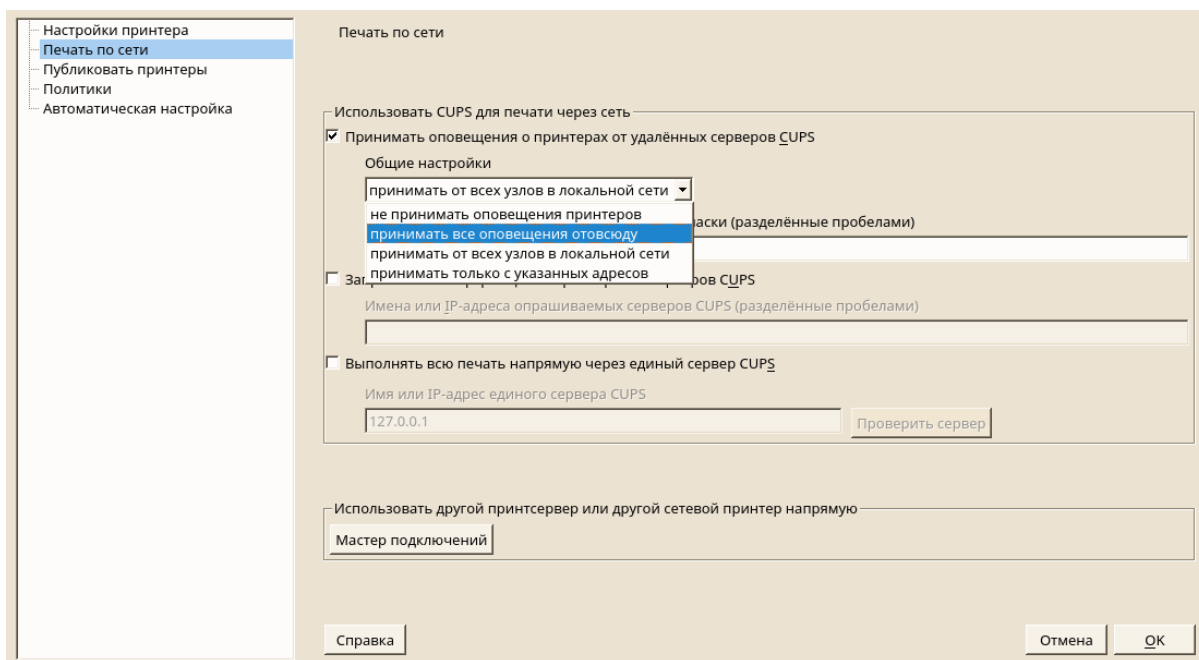 Настройки принтера
Печать по сети
Публиковать принтеры
Политики
Автоматическая настройка
Печать по сети
Использовать CUPS для печати через сеть
Принимать оповещения о принтерах от удалённых серверов CUPS
Общие настройки
принимать от всех узлов в локальной сети
не принимать оповещения принтеров
принимать все оповещения отовсюду
принимать от всех узлов в локальной сети
принимать только с указанных адресов
(разделённые пробелами)
CUPS
Имена или IP-адреса опрашиваемых серверов CUPS (разделённые пробелами)
Выполнять всю печать напрямую через единый сервер CUPS
Имя или IP-адрес единого сервера CUPS
127.0.0.1
Проверить сервер
Использовать другой принтсервер или другой сетевой принтер напрямую
Мастер подключений
Справка
Отмена
OK